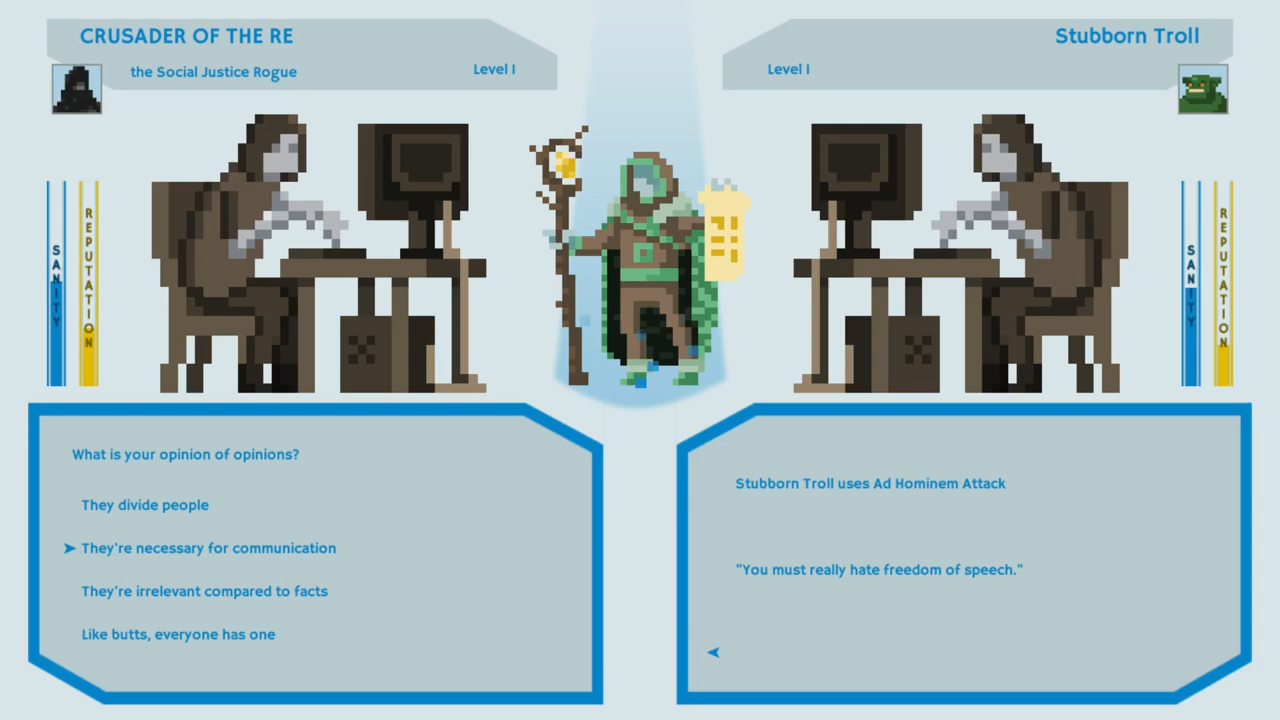 CRUSADER OF THE RE
the Social Justice Rogue
Level 1
Stubborn Troll
Level 1
SANITY
REPUTATION
SANITY
REPUTATION
What is your opinion of opinions?
They divide people
They're necessary for communication
They're irrelevant compared to facts
Like butts, everyone has one
Stubborn Troll uses Ad Hominem Attack
"You must really hate freedom of speech."